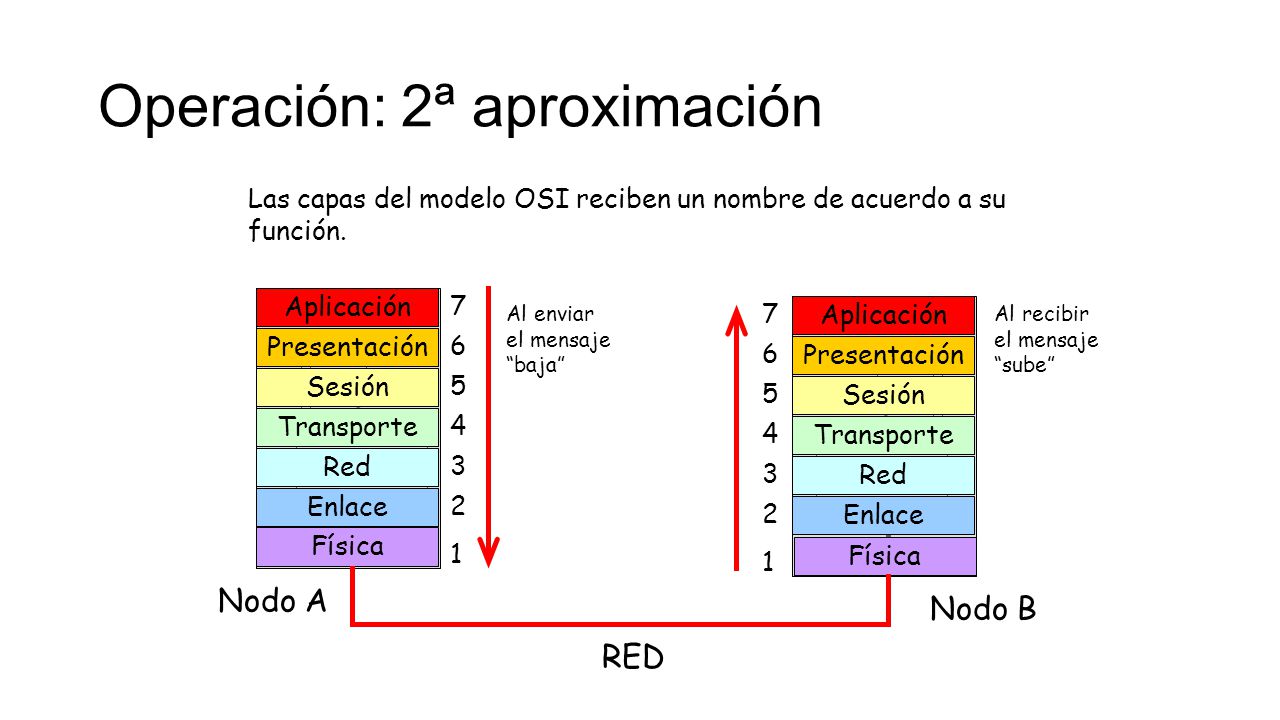 Operación: 2ª aproximación
Las capas del modelo OSI reciben un nombre de acuerdo a su
función.
Aplicación 7
Presentación 6
Sesión 5
Transporte 4
Red 3
Enlace 2
Física 1
Al enviar
el mensaje
“baja”
Nodo A
7 Aplicación
6 Presentación
5 Sesión
4 Transporte
3 Red
2 Enlace
1 Física
Al recibir
el mensaje
“sube”
Nodo B
RED